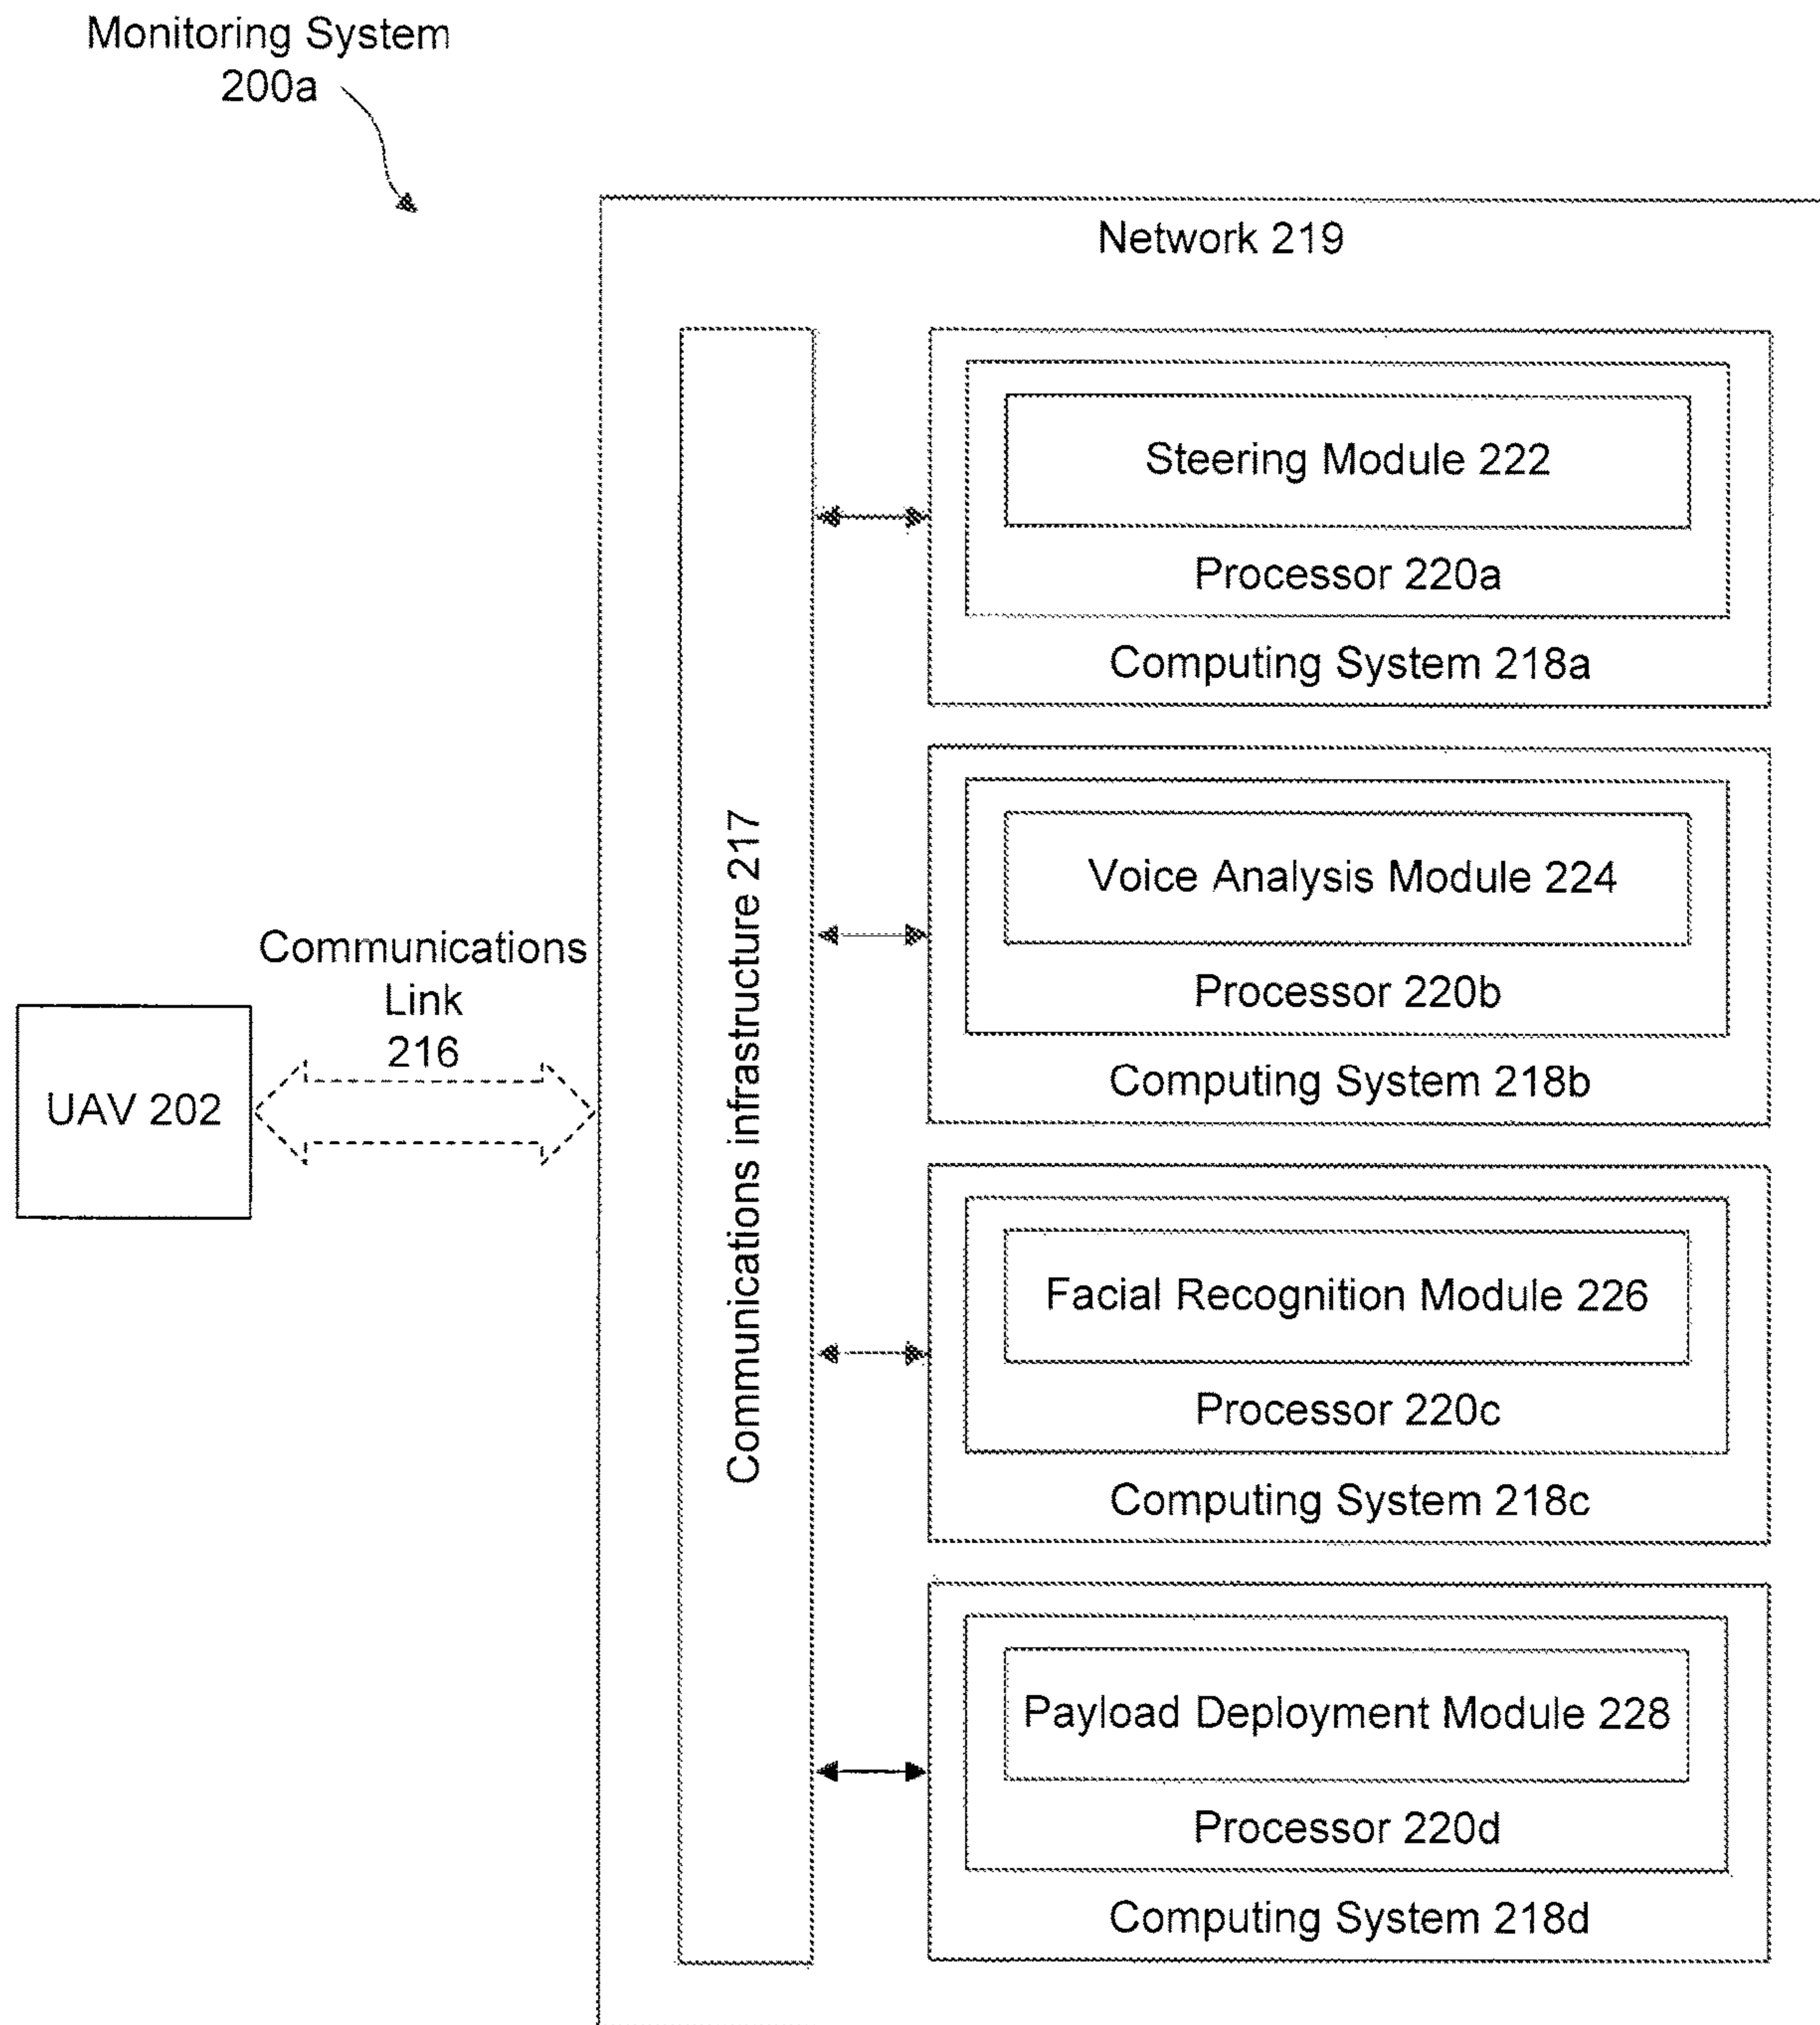 Monitoring System
200a
Network 219
Steering Module 222
Processor 220a
Computing System 218a
Voice Analysis Module 224
Processor 220b
Computing System 218b
Communications infrastructure 217
Communications
Link
216
UAV 202
Facial Recognition Module 226
Processor 220c
Computing System 218c
Payload Deployment Module 228
Processor 220d
Computing System 218d